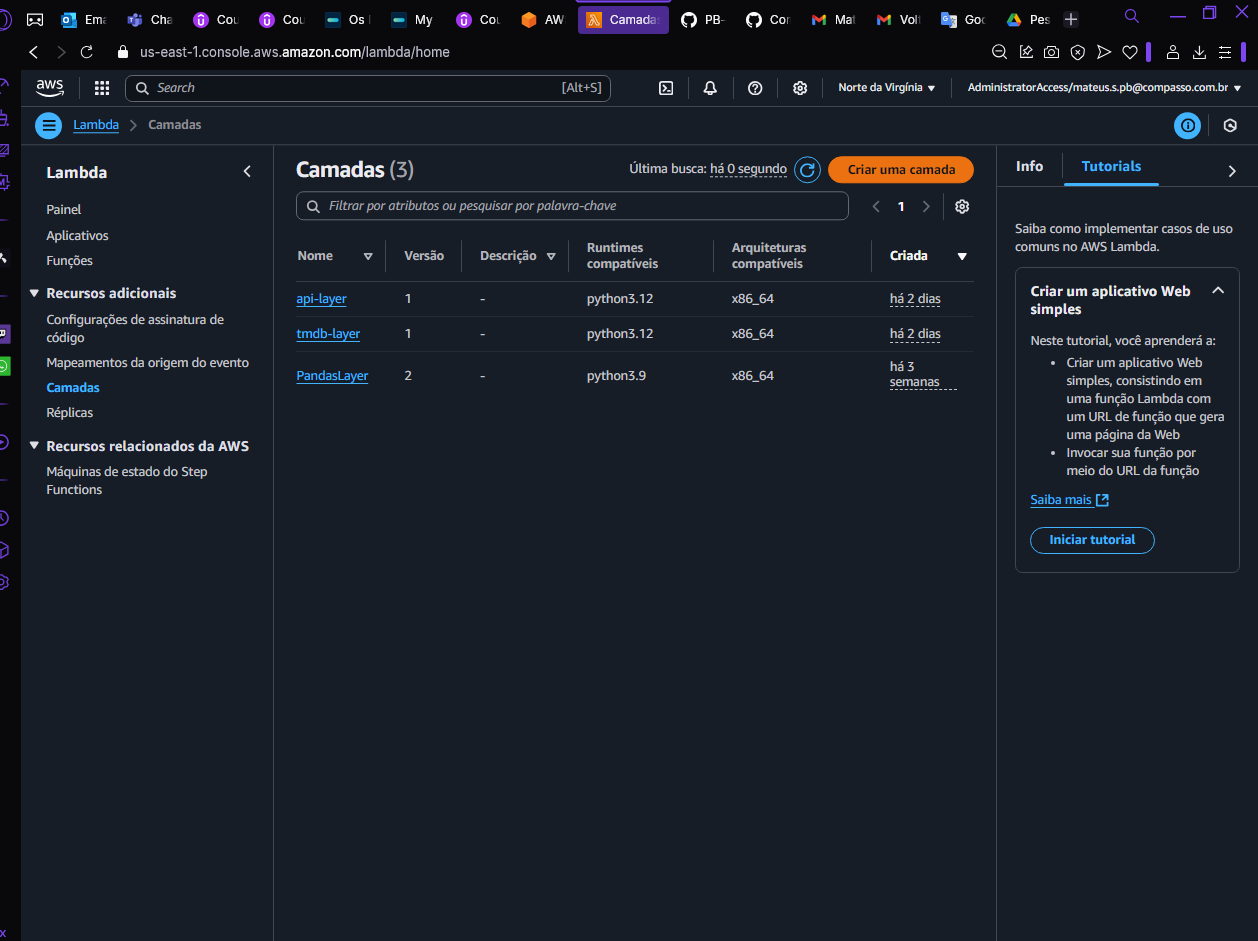 Ema
Cha
Cou
Cou
Os
My
Cou
AW
Camadas
PB-
Cor
Mat
Goo
Pes
us-east-1.console.aws.amazon.com/lambda/home
aws
Search
[Alt+S]
Norte da Virgínia
AdministratorAccess/mateus.s.pb@compasso.com.br
Lambda
Camadas
Lambda
Painel
Aplicativos
Funções
Recursos adicionais
Configurações de assinatura de
código
Mapeamentos da origem do evento
Camadas
Réplicas
Recursos relacionados da AWS
Máquinas de estado do Step
Functions
Camadas (3)
Última busca: há 0 segundo
Criar uma camada
Filtrar por atributos ou pesquisar por palavra-chave
1
Nome
Versão
Descrição
Runtimes
compatíveis
Arquiteturas
compatíveis
Criada
api-layer 1 - python3.12 x86_64 há 2 dias
tmdb-layer 1 - python3.12 x86_64 há 2 dias
PandasLayer 2 - python3.9 x86_64 há 3
semanas
Info
Tutorials
Saiba como implementar casos de uso
comuns no AWS Lambda.
Criar um aplicativo Web
simples
Neste tutorial, você aprenderá a:
• Criar um aplicativo Web
simples, consistindo em
uma função Lambda com
um URL de função que gera
uma página da Web
• Invocar sua função por
meio do URL da função
Saiba mais
Iniciar tutorial